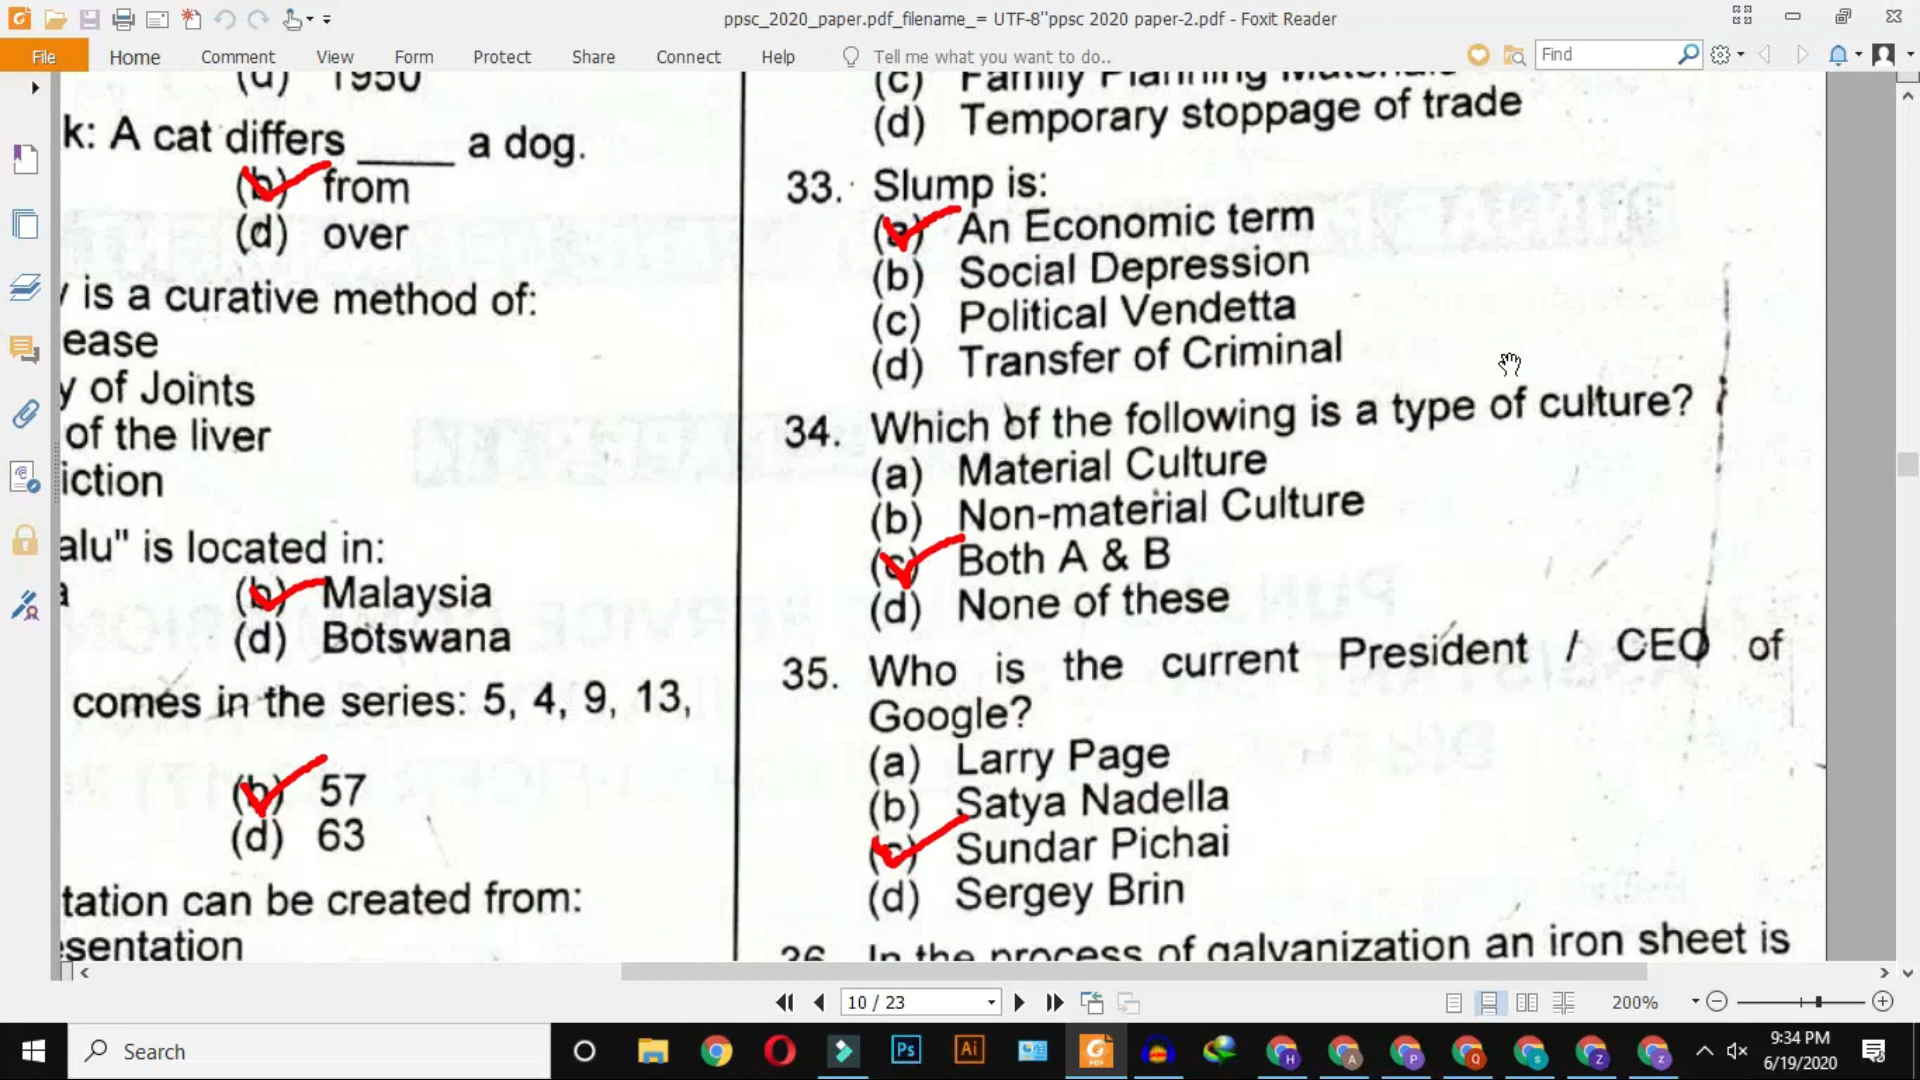 ppsc_2020_paper.pdf_filename_= UTF-8''ppsc 2020 paper-2.pdf - Foxit Reader
File Home Comment View Form Protect Share Connect Help Tell me what you want to do.. Find
(d) 1950
k: A cat differs ____ a dog.
(b) from
(d) over
y is a curative method of:
ease
y of Joints
of the liver
iction
alu" is located in:
a (b) Malaysia
(d) Botswana
comes in the series: 5, 4, 9, 13,
(b) 57
(d) 63
tation can be created from:
esentation
(c) Family Planning Materials
(d) Temporary stoppage of trade
33. Slump is:
(a) An Economic term
(b) Social Depression
(c) Political Vendetta
(d) Transfer of Criminal
34. Which of the following is a type of culture?
(a) Material Culture
(b) Non-material Culture
(c) Both A & B
(d) None of these
35. Who is the current President / CEO of
Google?
(a) Larry Page
(b) Satya Nadella
(c) Sundar Pichai
(d) Sergey Brin
36. In the process of galvanization an iron sheet is
10 / 23
200%
Search
9:34 PM
6/19/2020